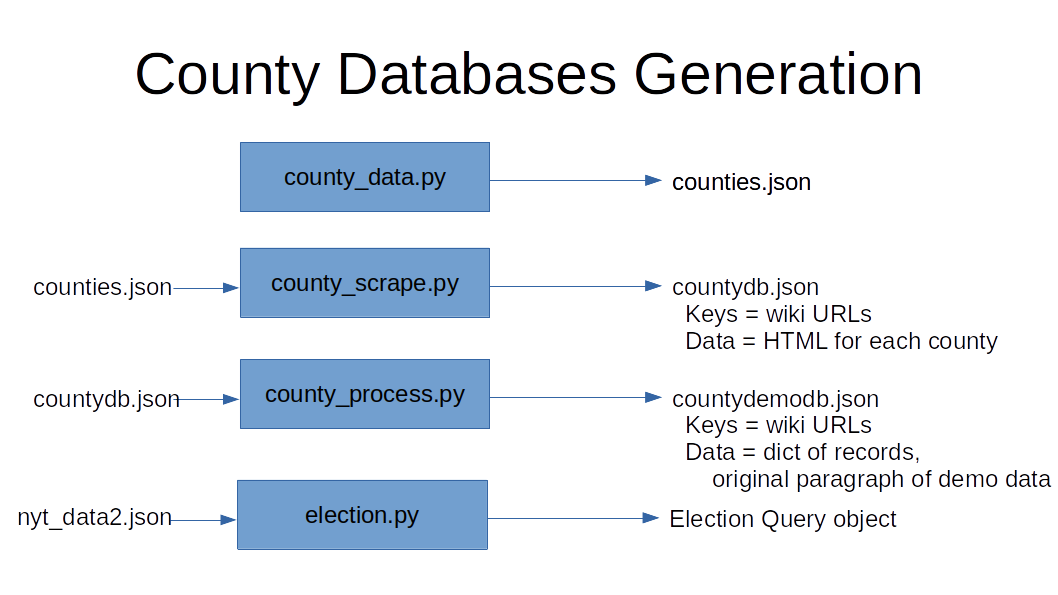 County Databases Generation
county_data.py
counties.json
counties.json
county_scrape.py
countydb.json
Keys = wiki URLs
Data = HTML for each county
countydb.json
county_process.py
countydemodb.json
Keys = wiki URLs
Data = dict of records,
original paragraph of demo data
nyt_data2.json
election.py
Election Query object